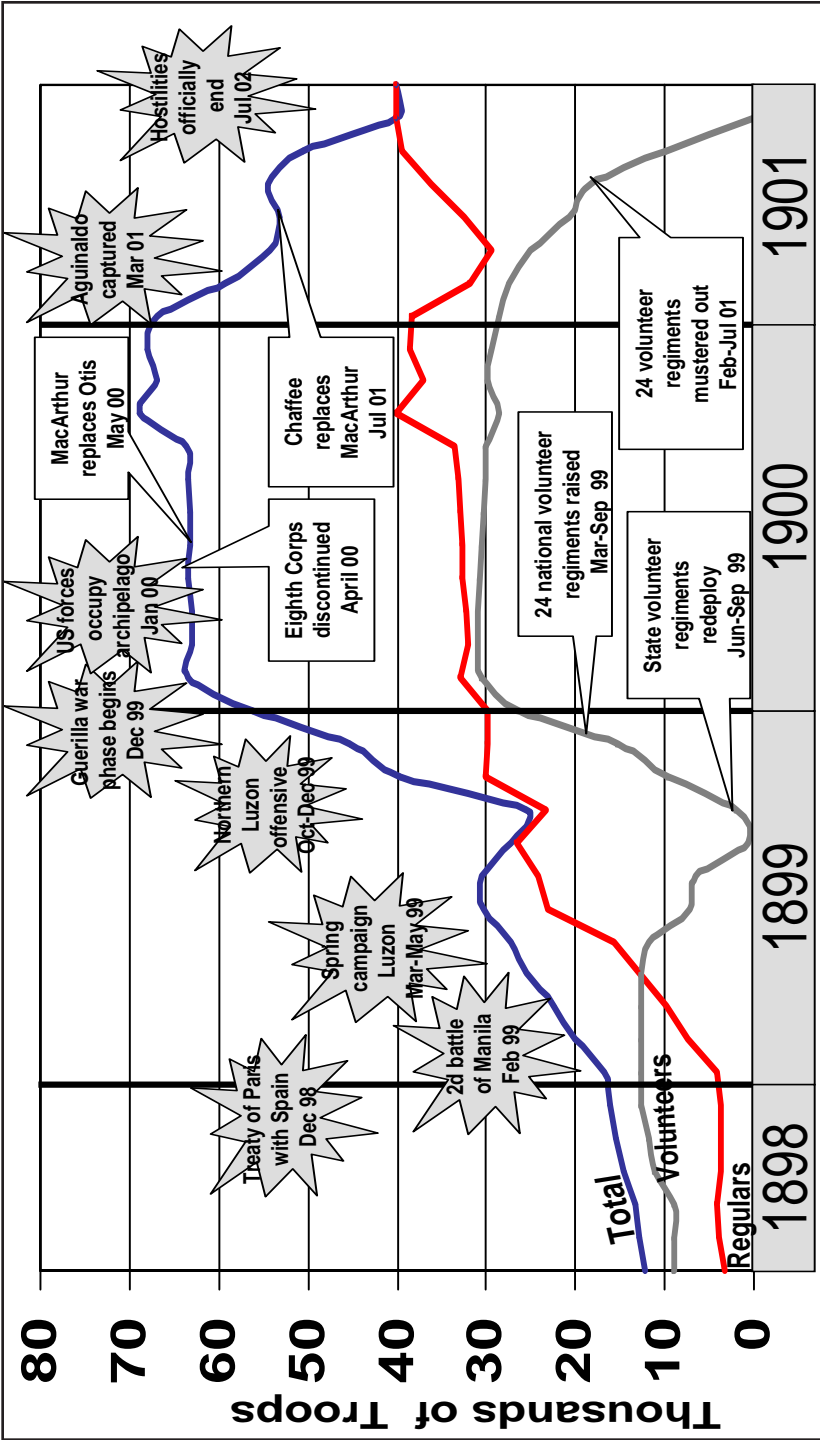 Thousands of Troops
80
70
60
50
40
30
20
10
0
Treaty of Paris
with Spain
Dec 98
2d battle
of Manila
Feb 99
Spring
campaign
Luzon
Mar-May 99
Northern
Luzon
offensive
Oct-Dec 99
Guerilla war
phase begins
Dec 99
US forces
occupy
archipelago
Jan 00
MacArthur
replaces Otis
May 00
Aguinaldo
captured
Mar 01
Hostilities
officially
end
Jul 02
Eighth Corps
discontinued
April 00
Chaffee
replaces
MacArthur
Jul 01
24 national volunteer
regiments raised
Mar-Sep 99
State volunteer
regiments
redeploy
Jun-Sep 99
24 volunteer
regiments
mustered out
Feb-Jul 01
Total
Volunteers
Regulars
1898
1899
1900
1901